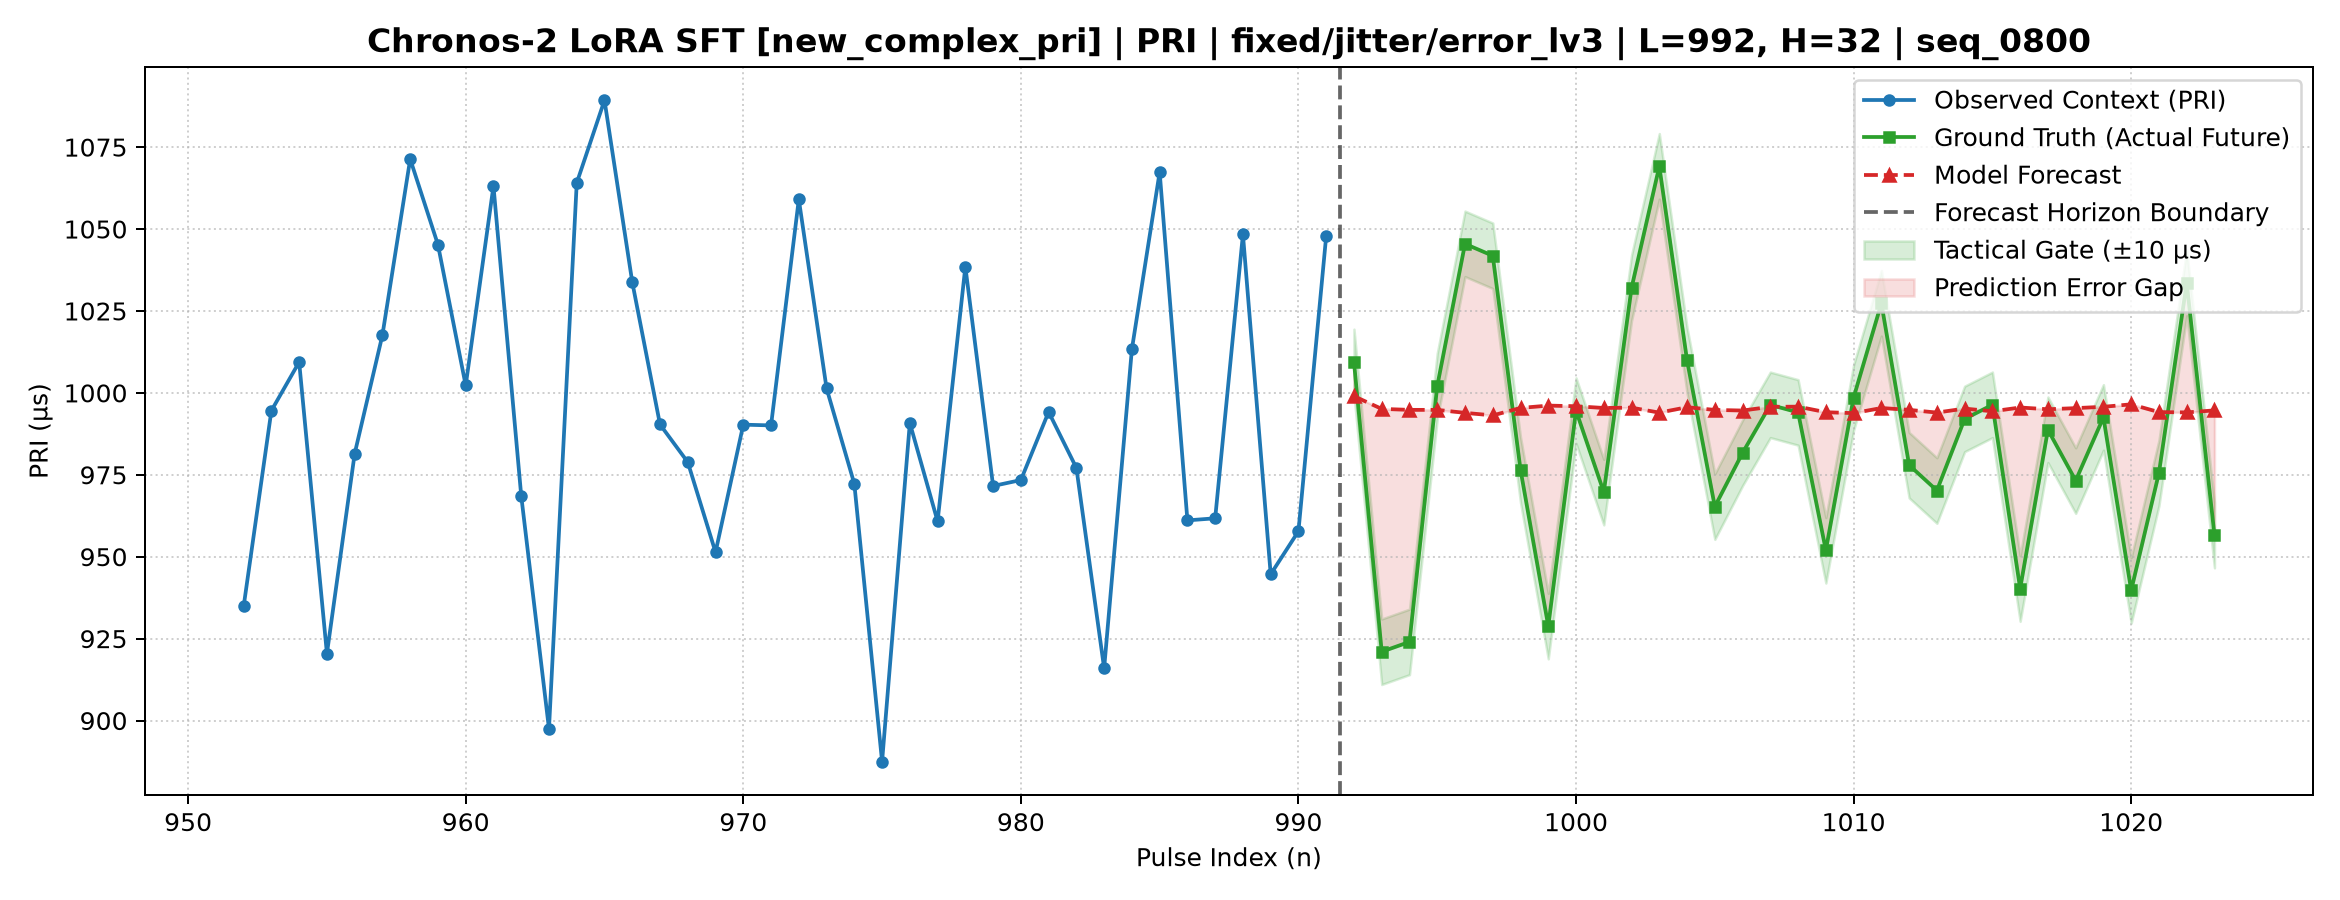 Chronos-2 LoRA SFT [new_complex_pri] | PRI | fixed/jitter/error_lv3 | L=992, H=32 | seq_0800
Observed Context (PRI)
Ground Truth (Actual Future)
Model Forecast
Forecast Horizon Boundary
Tactical Gate (±10 μs)
Prediction Error Gap
PRI (μs)
1075
1050
1025
1000
975
950
925
900
950 960 970 980 990 1000 1010 1020
Pulse Index (n)